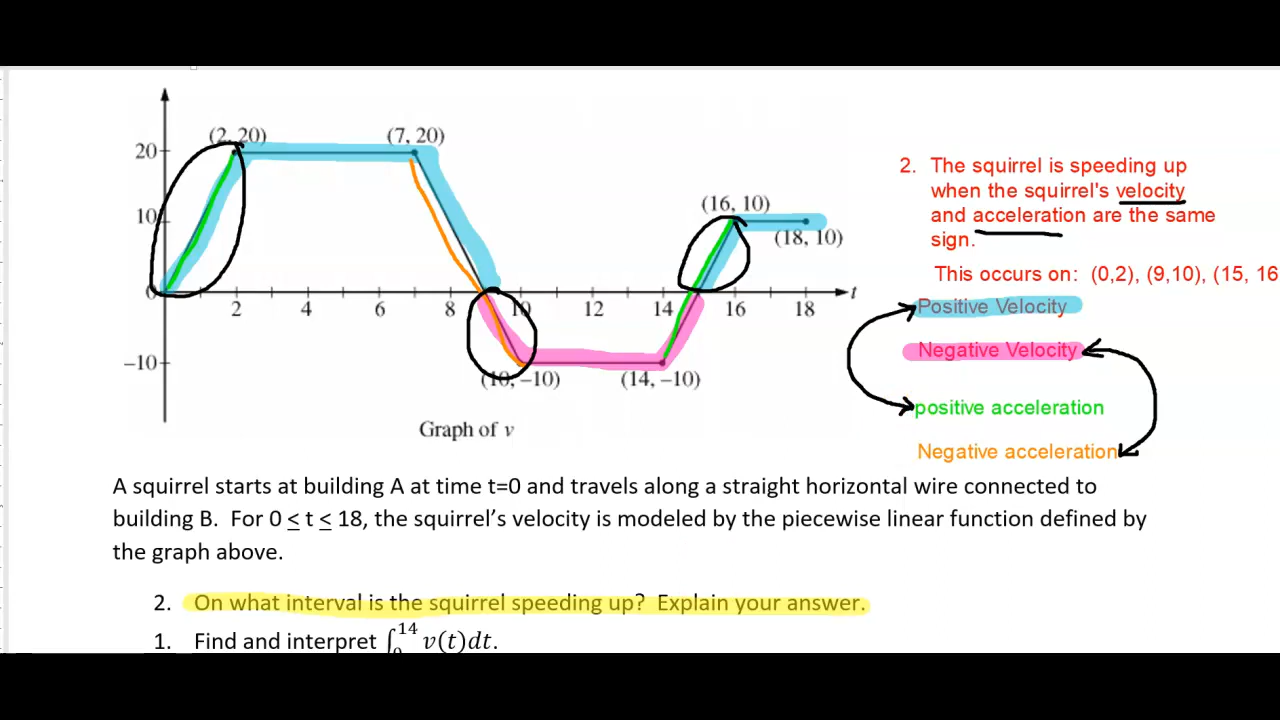 (2, 20)
(7, 20)
20
10
(16, 10)
(18, 10)
0
2
4
6
8
10
12
14
16
18
t
−10
(10, −10)
(14, −10)
Graph of v
2. The squirrel is speeding up
when the squirrel's velocity
and acceleration are the same
sign.
This occurs on: (0,2), (9,10), (15, 16
Positive Velocity
Negative Velocity
positive acceleration
Negative acceleration
A squirrel starts at building A at time t=0 and travels along a straight horizontal wire connected to
building B. For 0 ≤ t ≤ 18, the squirrel’s velocity is modeled by the piecewise linear function defined by
the graph above.
2. On what interval is the squirrel speeding up? Explain your answer.
1. Find and interpret ∫₀¹⁴ v(t)dt.